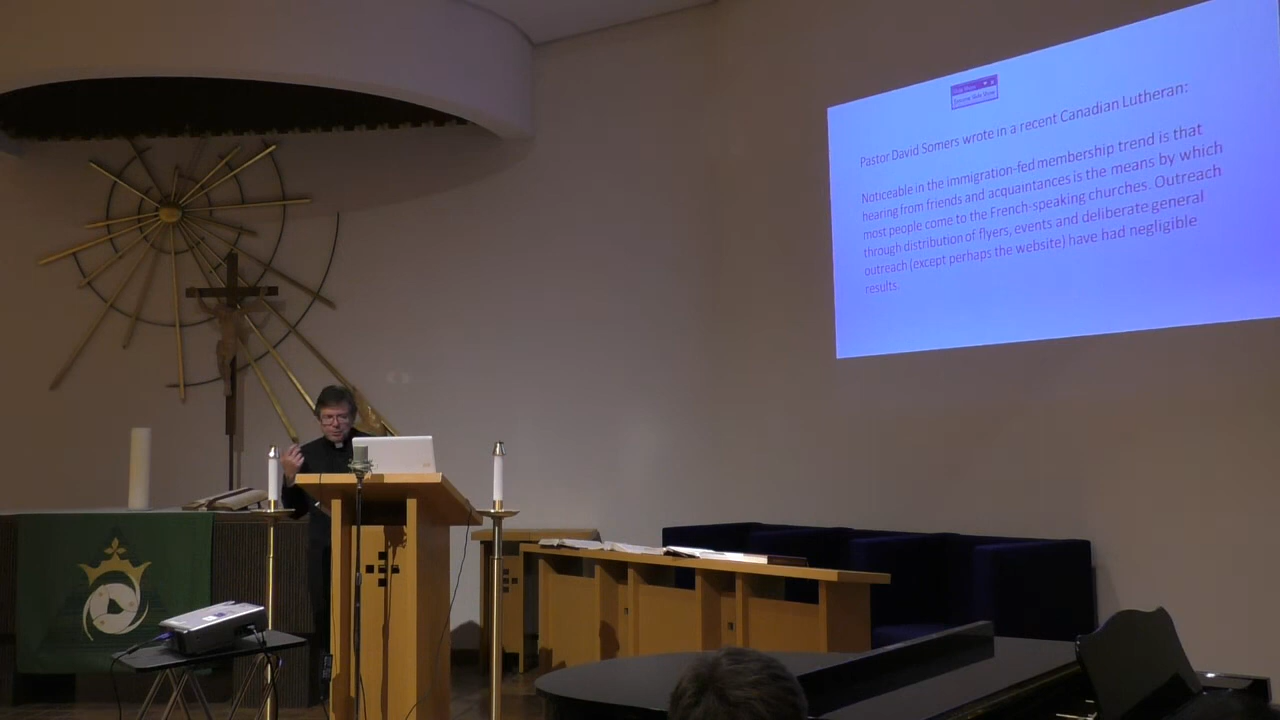 Pastor David Somers wrote in a recent Canadian Lutheran:
Noticeable in the immigration-fed membership trend is that
hearing from friends and acquaintances is the means by which
most people come to the French-speaking churches. Outreach
through distribution of flyers, events and deliberate general
outreach (except perhaps the website) have had negligible
results.